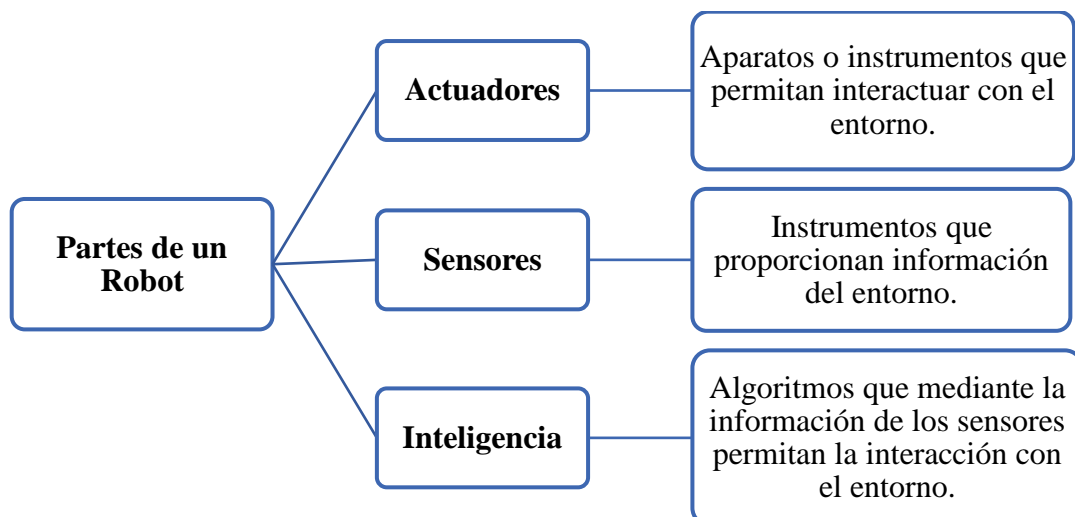 Partes de un
Robot
Actuadores
Aparatos o instrumentos que
permitan interactuar con el
entorno.
Sensores
Instrumentos que
proporcionan información
del entorno.
Inteligencia
Algoritmos que mediante la
información de los sensores
permitan la interacción con
el entorno.